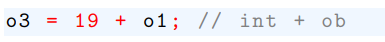 o3 = 19 + o1; // int + ob